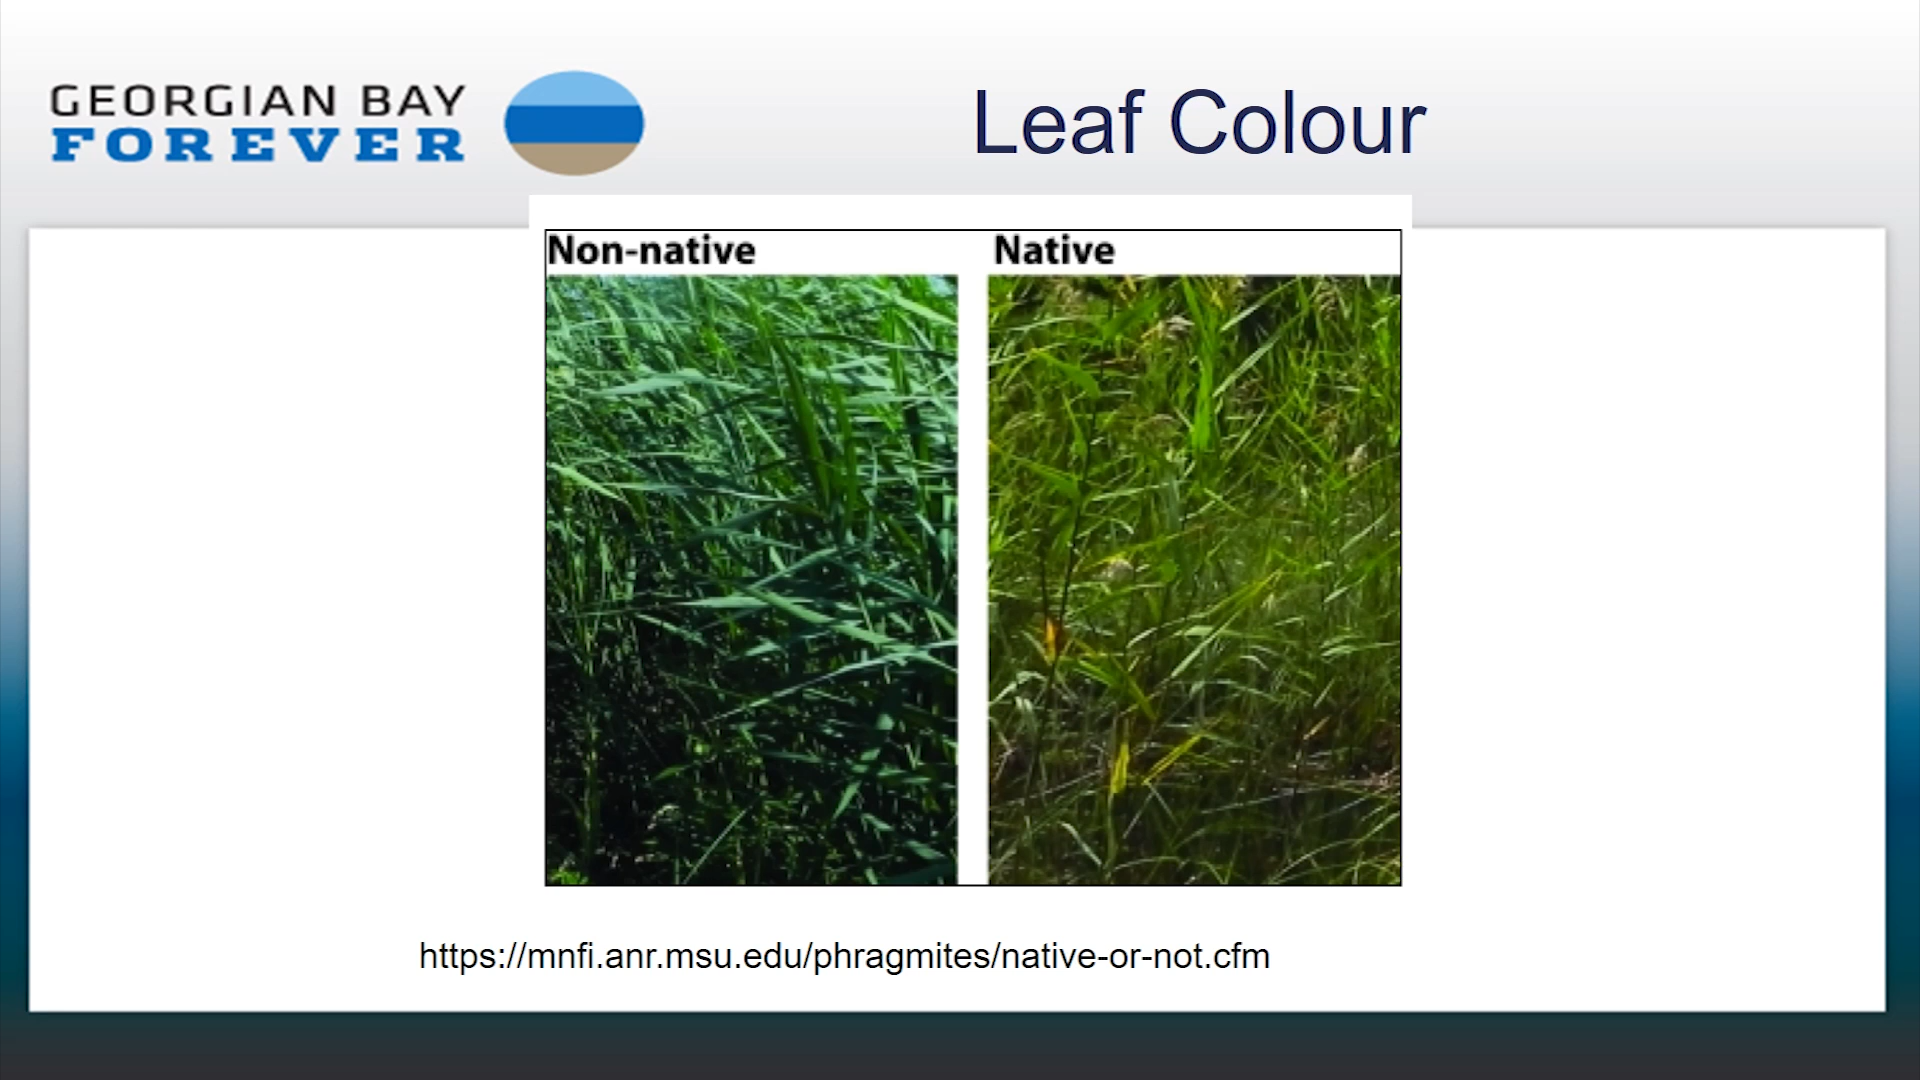 GEORGIAN BAY
FOREVER
Leaf Colour
Non-native
Native
https://mnfi.anr.msu.edu/phragmites/native-or-not.cfm